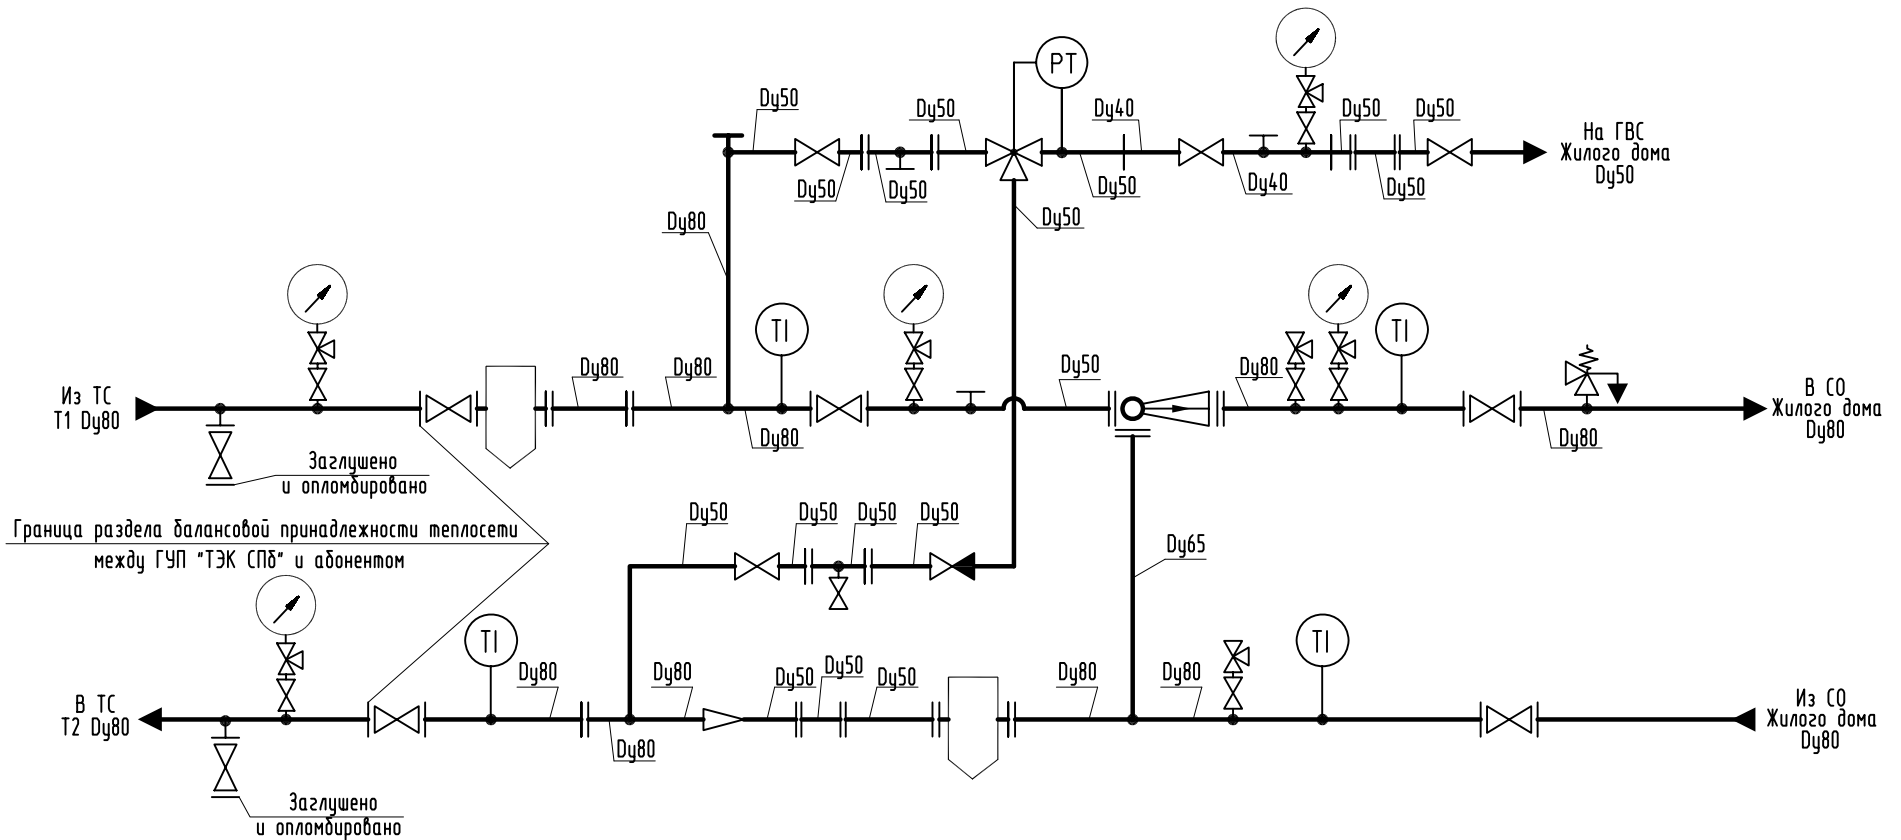 Dy50
Dy50
PT
Dy40
Dy50
Dy50
На ГВС
Жилого дома
Dy50
Dy50
Dy50
Dy50
Dy40
Dy50
Dy80
Dy50
TI
TI
Из ТС
Т1 Dy80
Dy80
Dy80
Dy50
Dy80
В СО
Жилого дома
Dy80
Dy80
Dy80
Заглушено
и опломбировано
Граница раздела балансовой принадлежности теплосети
между ГУП "ТЭК СПб" и абонентом
Dy50
Dy50
Dy50
Dy50
Dy65
TI
TI
В ТС
Т2 Dy80
Dy80
Dy80
Dy50
Dy50
Dy50
Dy80
Dy80
Из СО
Жилого дома
Dy80
Dy80
Заглушено
и опломбировано